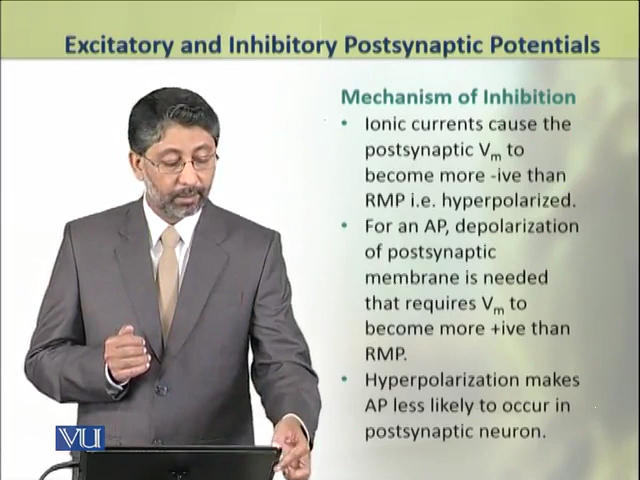 Excitatory and Inhibitory Postsynaptic Potentials
Mechanism of Inhibition
• Ionic currents cause the
postsynaptic Vm to
become more -ive than
RMP i.e. hyperpolarized.
• For an AP, depolarization
of postsynaptic
membrane is needed
that requires Vm to
become more +ive than
RMP.
• Hyperpolarization makes
AP less likely to occur in
postsynaptic neuron.
VU